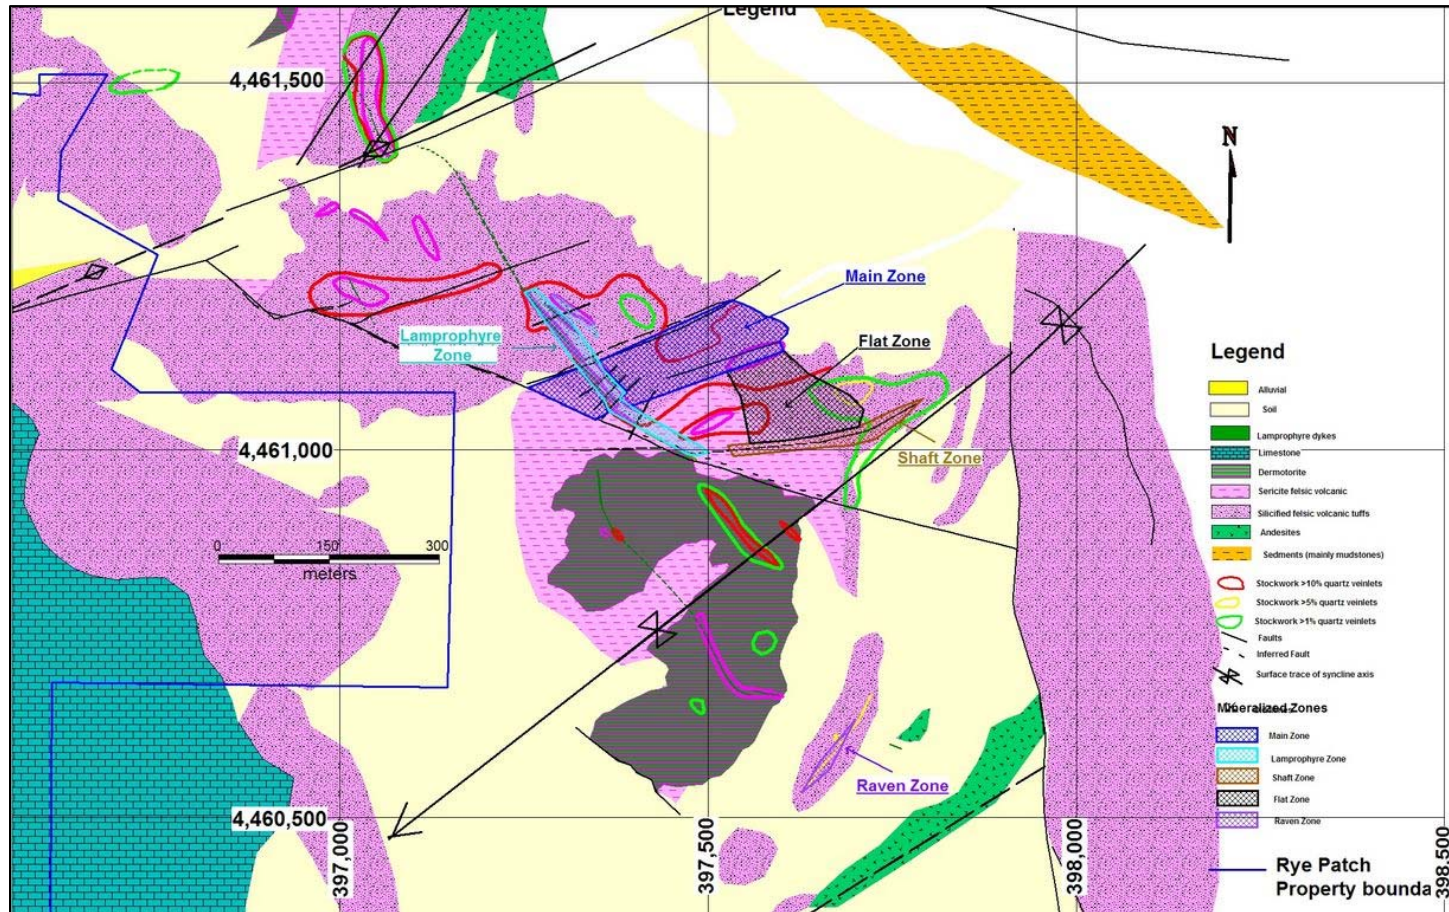 Legend
4,461,500
N
Main Zone
Lamprophyre
Zone
Flat Zone
4,461,000
Shaft Zone
0 150 300
meters
Raven Zone
4,460,500
397,000
397,500
398,000
398,500
Legend
Alluvial
Soil
Lamprophyre dykes
Limestone
Dermotorite
Sericite felsic volcanic
Silicified felsic volcanic tuffs
Andesites
Sediments (mainly mudstones)
Stockwork >10% quartz veinlets
Stockwork >5% quartz veinlets
Stockwork >1% quartz veinlets
Faults
Inferred Fault
Surface trace of syncline axis
Mineralized Zones
Main Zone
Lamprophyre Zone
Shaft Zone
Flat Zone
Raven Zone
Rye Patch
Property bounda